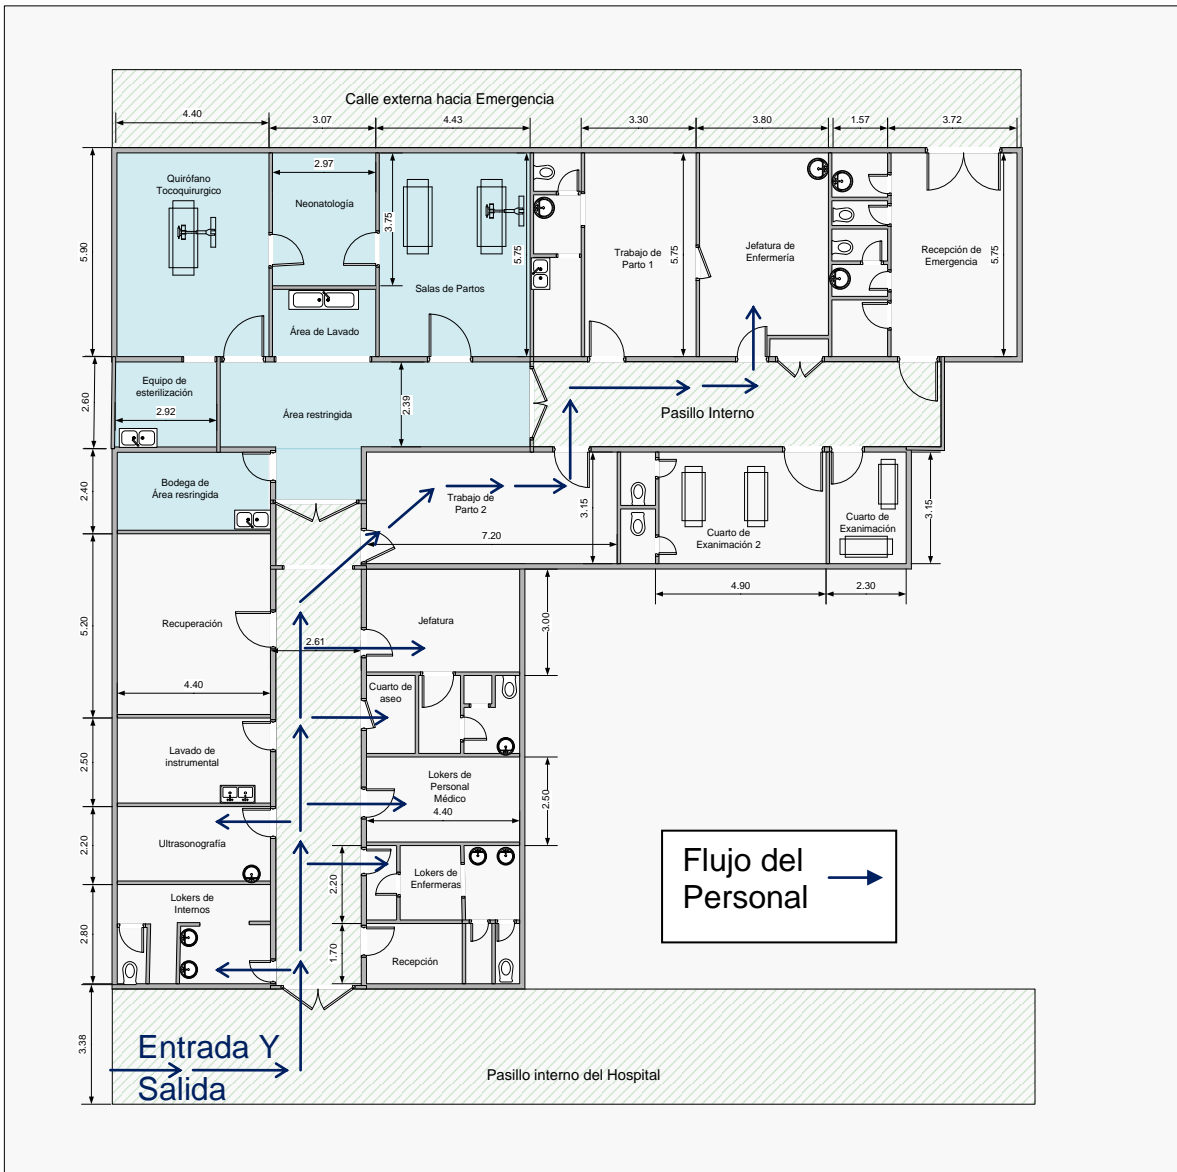 Calle externa hacia Emergencia
4.40
3.07
4.43
3.30
3.80
1.57
3.72
Quirófano
Tocoquirurgico
2.97
Neonatología
3.75
5.90
5.75
Salas de Partos
Área de Lavado
Trabajo de
Parto 1
5.75
Jefatura de
Enfermería
Recepción de
Emergencia
5.75
Equipo de
esterilización
2.92
2.60
Área restringida
2.39
Pasillo Interno
Bodega de
Área resringida
2.40
Trabajo de
Parto 2
3.15
7.20
Cuarto de
Exanimación 2
Cuarto de
Exanimación
3.15
4.90
2.30
5.20
Recuperación
4.40
2.61
Jefatura
3.00
Cuarto de
aseo
Lavado de
instrumental
2.50
Lokers de
Personal
Médico
4.40
2.50
Ultrasonografía
2.20
Lokers de
Enfermeras
2.20
Lokers de
Internos
2.80
Recepción
1.70
Flujo del
Personal
3.38
Entrada Y
Salida
Pasillo interno del Hospital